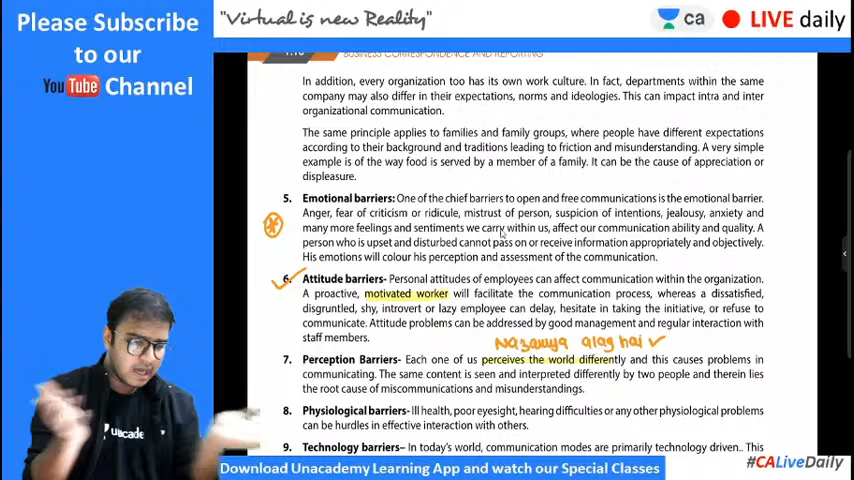 Please Subscribe
to our
YouTube Channel
"Virtual is new Reality"
ca LIVE daily
1.10 BUSINESS CORRESPONDENCE AND REPORTING
In addition, every organization too has its own work culture. In fact, departments within the same
company may also differ in their expectations, norms and ideologies. This can impact intra and inter
organizational communication.
The same principle applies to families and family groups, where people have different expectations
according to their background and traditions leading to friction and misunderstanding. A very simple
example is of the way food is served by a member of a family. It can be the cause of appreciation or
displeasure.
5. Emotional barriers: One of the chief barriers to open and free communications is the emotional barrier.
Anger, fear of criticism or ridicule, mistrust of person, suspicion of intentions, jealousy, anxiety and
many more feelings and sentiments we carry within us, affect our communication ability and quality. A
person who is upset and disturbed cannot pass on or receive information appropriately and objectively.
His emotions will colour his perception and assessment of the communication.
6. Attitude barriers- Personal attitudes of employees can affect communication within the organization.
A proactive, motivated worker will facilitate the communication process, whereas a dissatisfied,
disgruntled, shy, introvert or lazy employee can delay, hesitate in taking the initiative, or refuse to
communicate. Attitude problems can be addressed by good management and regular interaction with
staff members.
Nazariya alag hai
7. Perception Barriers- Each one of us perceives the world differently and this causes problems in
communicating. The same content is seen and interpreted differently by two people and therein lies
the root cause of miscommunications and misunderstandings.
8. Physiological barriers- Ill health, poor eyesight, hearing difficulties or any other physiological problems
can be hurdles in effective interaction with others.
9. Technology barriers– In today's world, communication modes are primarily technology driven.. This
unacade
Download Unacademy Learning App and watch our Special Classes
#CALiveDaily